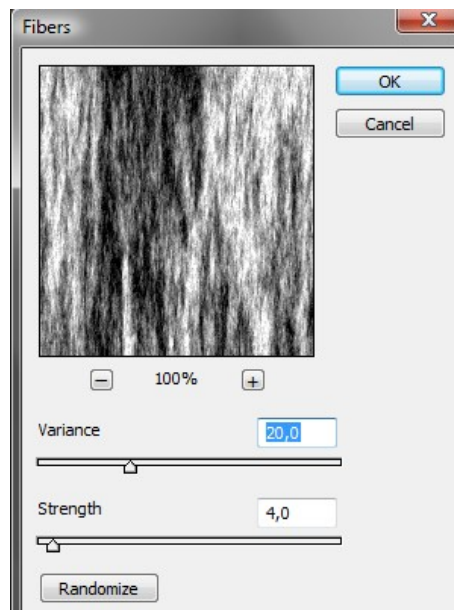 Fibers
OK
Cancel
100%
Variance 20,0
Strength 4,0
Randomize